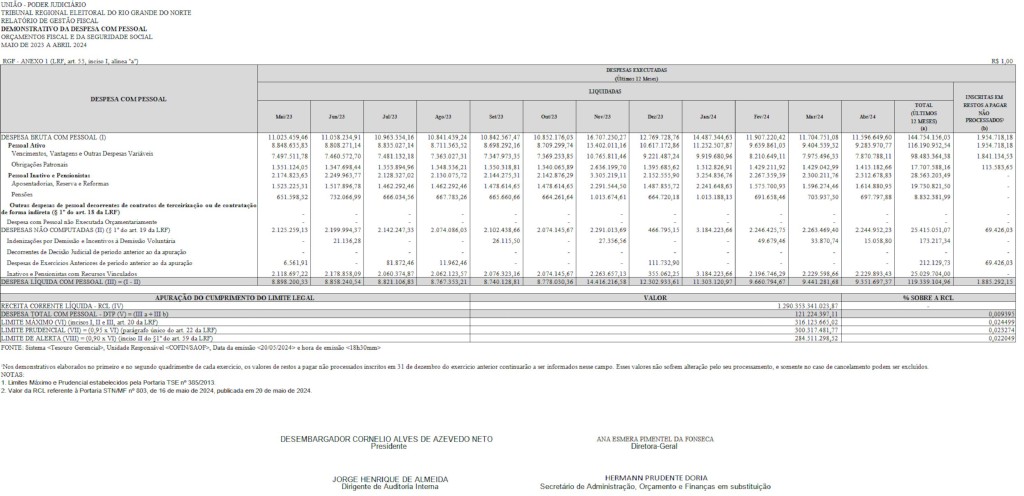 UNIÃO - PODER JUDICIÁRIO
TRIBUNAL REGIONAL ELEITORAL DO RIO GRANDE DO NORTE
RELATÓRIO DE GESTÃO FISCAL
DEMONSTRATIVO DA DESPESA COM PESSOAL
ORÇAMENTOS FISCAL E DA SEGURIDADE SOCIAL
MAIO DE 2023 A ABRIL 2024
RGF - ANEXO 1 (LRF, art. 55, inciso I, alínea "a") R$ 1,00
DESPESAS EXECUTADAS
(Último 12 Meses)
LIQUIDADAS
DESPESA COM PESSOAL Mai/23 Jun/23 Jul/23 Ago/23 Set/23 Out/23 Nov/23 Dez/23 Jan/24 Fev/24 Mar/24 Abr/24 TOTAL (ÚLTIMOS 12 MESES) (a) INSCRITAS EM RESTOS A PAGAR NÃO PROCESSADOS¹ (b)
DESPESA BRUTA COM PESSOAL (I) 11.023.459,46 11.058.234,91 10.963.354,16 10.841.439,24 10.842.567,47 10.852.176,03 16.707.250,27 12.769.728,76 14.487.344,63 11.907.220,42 11.704.751,08 11.596.649,60 144.754.156,03 1.954.718,18
Pessoal Ativo 8.848.635,83 8.808.271,14 8.835.027,14 8.711.563,52 8.698.292,16 8.709.299,74 13.402.011,16 10.617.172,86 11.232.507,87 9.639.861,03 9.404.539,32 9.283.970,77 116.190.952,54 1.954.718,18
Vencimentos, Vantagens e Outras Despesas Variáveis 7.497.511,78 7.460.572,70 7.481.132,18 7.363.027,31 7.347.973,35 7.369.233,85 10.765.811,46 9.221.487,24 9.919.680,96 8.210.649,11 7.975.496,33 7.870.788,11 98.483.364,38 1.841.134,53
Obrigações Patronais 1.351.124,05 1.347.698,44 1.353.894,96 1.348.536,21 1.350.318,81 1.340.065,89 2.636.199,70 1.395.685,62 1.312.826,91 1.429.211,92 1.429.042,99 1.413.182,66 17.707.588,16 113.583,65
Pessoal Inativo e Pensionistas 2.174.823,63 2.249.963,77 2.128.327,02 2.130.075,72 2.144.275,31 2.142.876,29 3.305.239,11 2.152.555,90 3.254.836,76 2.267.359,39 2.300.211,76 2.312.678,83 28.563.203,49 -
Aposentadorias, Reserva e Reformas 1.523.225,31 1.517.896,78 1.462.292,46 1.462.292,46 1.478.614,65 1.478.614,65 2.291.544,50 1.487.835,72 2.241.648,63 1.575.700,93 1.596.274,46 1.614.880,95 19.730.821,50 -
Pensões 651.598,32 732.066,99 666.034,56 667.783,26 665.660,66 664.261,64 1.013.674,61 664.720,18 1.013.188,13 691.658,46 703.937,30 697.797,88 8.832.381,99 -
Outras despesas de pessoal decorrentes de contratos de terceirização ou de contratação
de forma indireta (§ 1º do art. 18 da LRF) - - - - - - - - - - - - - -
Despesa com Pessoal não Executada Orçamentariamente - - - - - - - - - - - - - -
DESPESAS NÃO COMPUTADAS (II) (§ 1º do art. 19 da LRF) 2.125.259,13 2.199.994,37 2.142.247,33 2.074.086,03 2.102.438,66 2.074.145,67 2.291.013,69 466.795,15 3.184.223,66 2.246.425,75 2.263.469,40 2.244.952,23 23.415.051,07 69.426,03
Indenizações por Demissão e Incentivos à Demissão Voluntária - 21.136,28 - - 26.115,50 - 27.356,56 - - 49.679,46 33.870,74 15.058,80 173.217,34 -
Decorrentes de Decisão Judicial de período anterior ao da apuração - - - - - - - - - - - - - -
Despesas de Exercícios Anteriores de período anterior ao da apuração 6.561,91 - 81.872,46 11.962,46 - - - 111.732,90 - - - - 212.129,73 69.426,03
Inativos e Pensionistas com Recursos Vinculados 2.118.697,22 2.178.858,09 2.060.374,87 2.062.123,57 2.076.323,16 2.074.145,67 2.263.657,13 355.062,25 3.184.223,66 2.196.746,29 2.229.598,66 2.229.893,43 25.029.704,00 -
DESPESA LÍQUIDA COM PESSOAL (III) = (I - II) 8.898.200,33 8.858.240,54 8.821.106,83 8.767.353,21 8.740.128,81 8.778.030,36 14.416.216,58 12.302.933,61 11.303.120,97 9.660.794,67 9.441.281,68 9.351.697,37 119.339.104,96 1.885.292,15
APURAÇÃO DO CUMPRIMENTO DO LIMITE LEGAL VALOR % SOBRE A RCL
RECEITA CORRENTE LÍQUIDA - RCL (IV) 1.290.353.341.023,87 -
DESPESA TOTAL COM PESSOAL - DTP (V) = (III a + III b) 121.224.397,11 0,009395
LIMITE MÁXIMO (VI) (incisos I, II e III, art. 20 da LRF) 316.123.665,02 0,024499
LIMITE PRUDENCIAL (VII) = (0,95 x VI) (parágrafo único do art. 22 da LRF) 300.317.481,77 0,023274
LIMITE DE ALERTA (VIII) = (0,90 x VI) (inciso II do §1º do art. 59 da LRF) 284.511.298,52 0,022049
FONTE: Sistema <Tesouro Gerencial>, Unidade Responsável <COFIN/SAOF>, Data da emissão <20/05/2024> e hora de emissão <18h30min>
¹Nos demonstrativos elaborados no primeiro e no segundo quadrimestre de cada exercício, os valores de restos a pagar não processados inscritos em 31 de dezembro do exercício anterior continuarão a ser informados nesse campo. Esses valores não sofrem alteração pelo seu processamento, e somente no caso de cancelamento podem ser excluídos.
NOTAS:
1. Limites Máximo e Prudencial estabelecidos pela Portaria TSE nº 305/2013.
2. Valor da RCL referente à Portaria STN/MF nº 803, de 16 de maio de 2024, publicada em 20 de maio de 2024.
DESEMBARGADOR CORNELIO ALVES DE AZEVEDO NETO ANA ESMERA PIMENTEL DA FONSECA
Presidente Diretora-Geral
JORGE HENRIQUE DE ALMEIDA HERMANN PRUDENTE DORIA
Dirigente de Auditoria Interna Secretário de Administração, Orçamento e Finanças em substituição